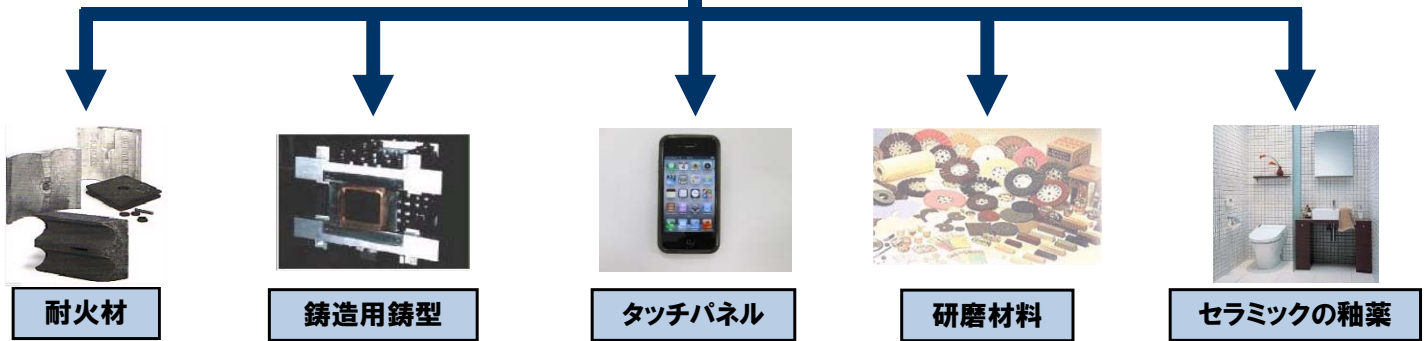 耐火材
鋳造用鋳型
タッチパネル
研磨材料
セラミックの釉薬